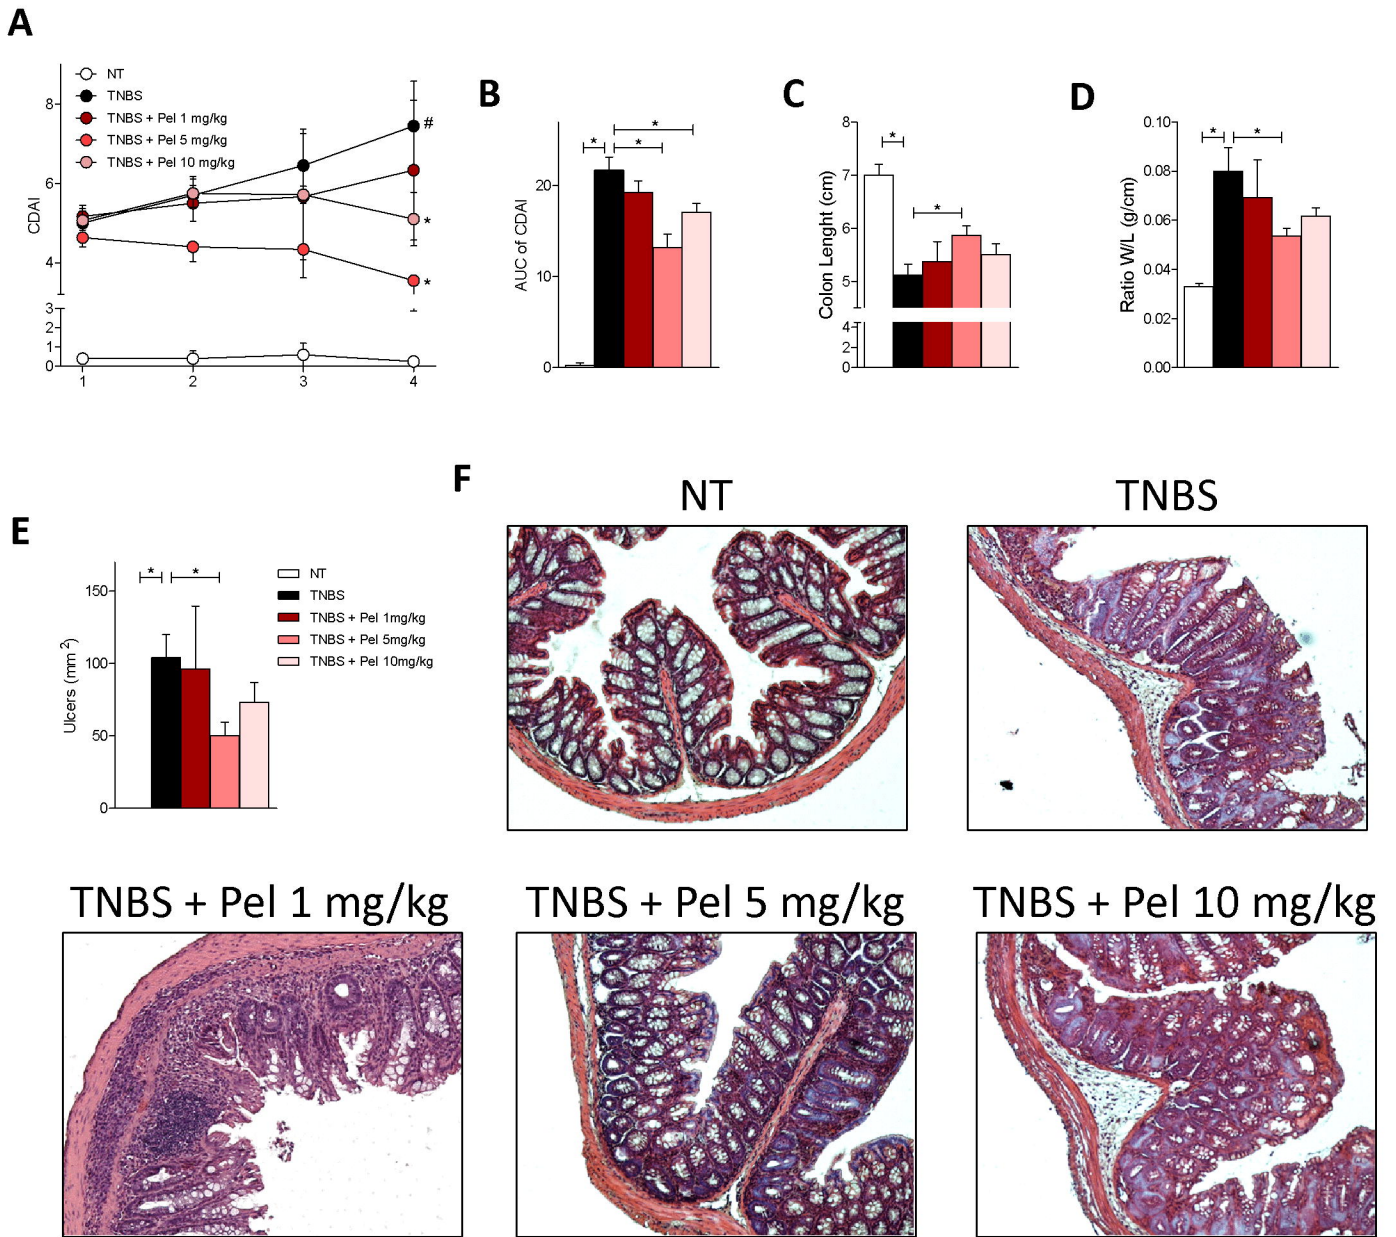 A
NT
TNBS
TNBS + Pel 1 mg/kg
TNBS + Pel 5 mg/kg
TNBS + Pel 10 mg/kg
CDAI
8
6
4
3
2
1
0
#
*
*
1 2 3 4
B
AUC of CDAI
20
10
0
* * *
C
Colon Lenght (cm)
8
7
6
5
4
2
0
* *
D
Ratio W/L (g/cm)
0.10
0.08
0.06
0.04
0.02
0.00
* *
E
Ulcers (mm 2)
150
100
50
0
* *
NT
TNBS
TNBS + Pel 1mg/kg
TNBS + Pel 5mg/kg
TNBS + Pel 10mg/kg
F
NT
TNBS
TNBS + Pel 1 mg/kg
TNBS + Pel 5 mg/kg
TNBS + Pel 10 mg/kg